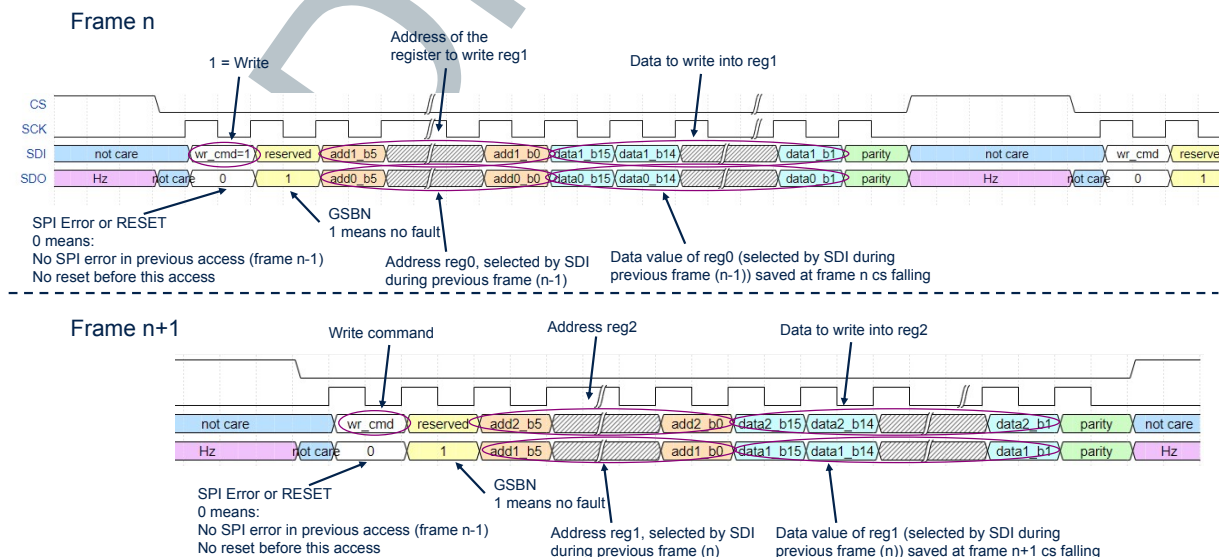 Frame n
Address of the
register to write reg1
1 = Write
Data to write into reg1
CS
SCK
SDI
not care
wr_cmd=1
reserved
add1_b5
add1_b0
data1_b15
data1_b14
data1_b1
parity
not care
wr_cmd
reserve
SDO
Hz
not care
0
1
add0_b5
add0_b0
data0_b15
data0_b14
data0_b1
parity
Hz
not care
0
1
SPI Error or RESET
0 means:
No SPI error in previous access (frame n-1)
No reset before this access
GSBN
1 means no fault
Address reg0, selected by SDI
during previous frame (n-1)
Data value of reg0 (selected by SDI during
previous frame (n-1)) saved at frame n cs falling
Frame n+1
Write command
Address reg2
Data to write into reg2
not care
wr_cmd
reserved
add2_b5
add2_b0
data2_b15
data2_b14
data2_b1
parity
not care
Hz
not care
0
1
add1_b5
add1_b0
data1_b15
data1_b14
data1_b1
parity
Hz
SPI Error or RESET
0 means:
No SPI error in previous access (frame n-1)
No reset before this access
GSBN
1 means no fault
Address reg1, selected by SDI
during previous frame (n)
Data value of reg1 (selected by SDI during
previous frame (n)) saved at frame n+1 cs falling